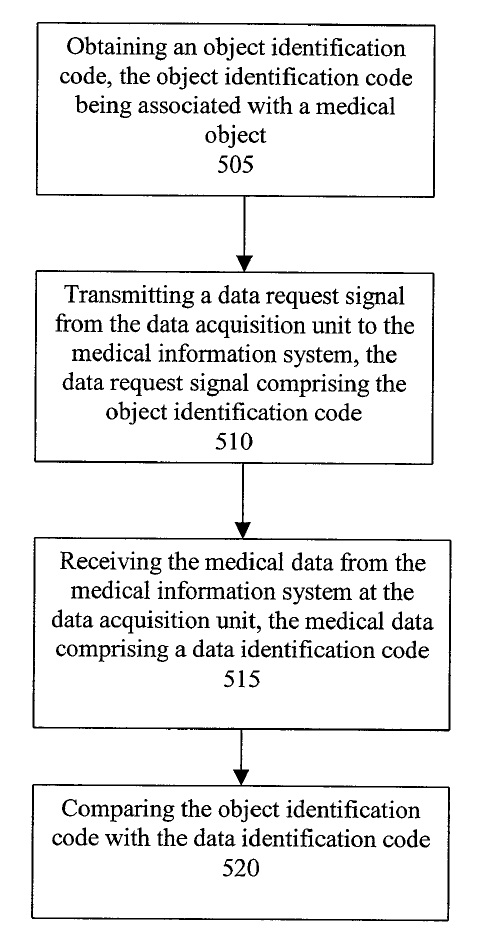 Obtaining an object identification
code, the object identification code
being associated with a medical
object
505
Transmitting a data request signal
from the data acquisition unit to the
medical information system, the
data request signal comprising the
object identification code
510
Receiving the medical data from the
medical information system at the
data acquisition unit, the medical data
comprising a data identification code
515
Comparing the object identification
code with the data identification code
520